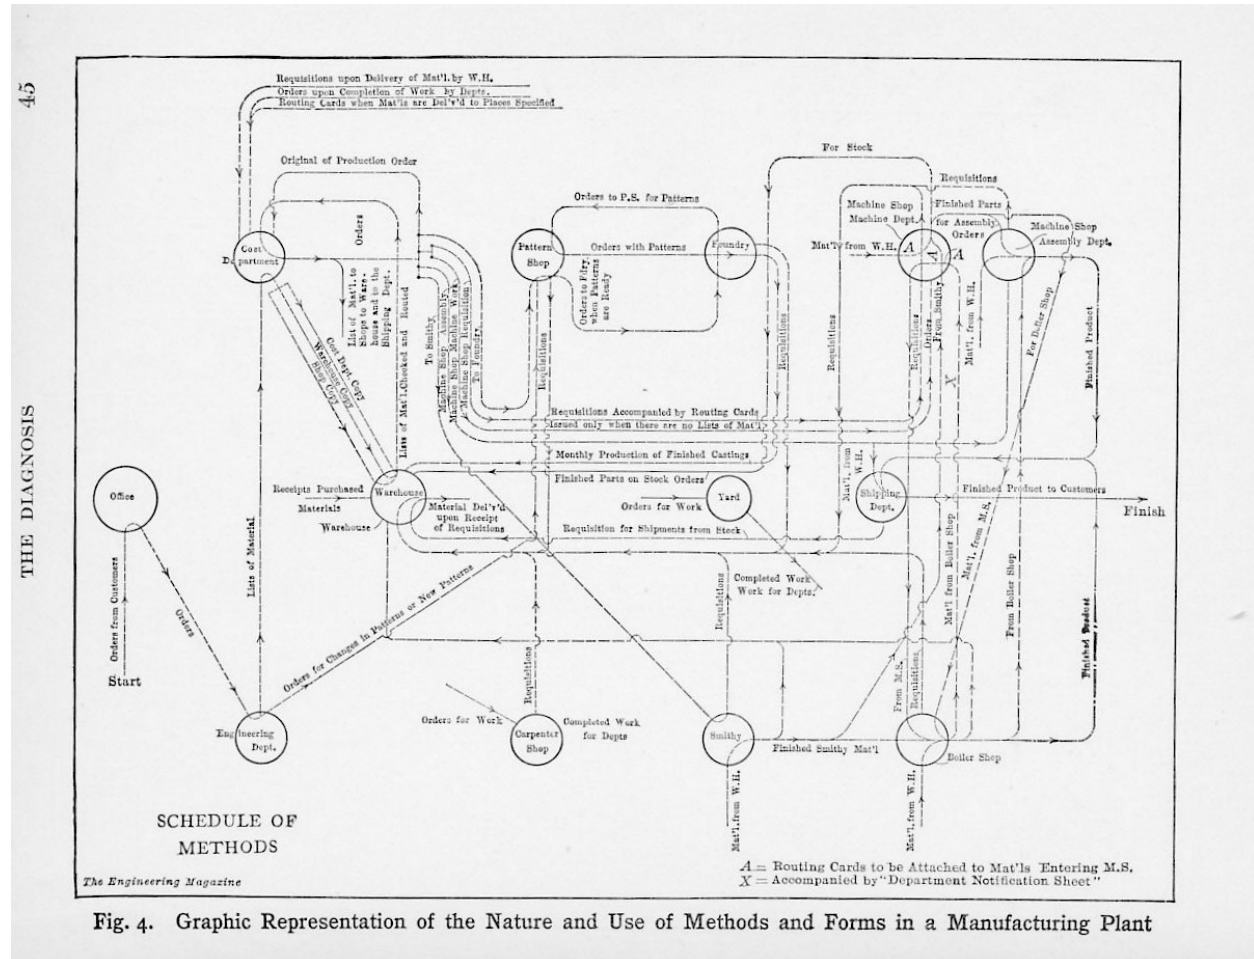 45
THE DIAGNOSIS
Requisitions upon Delivery of Mat'l. by W.H.
Orders upon Completion of Work by Depts.
Routing Cards when Mat'ls are Del'v'd to Places Specified
Original of Production Order
For Stock
Requisitions
Orders to P.S. for Patterns
Machine Shop
Machine Dept.
Finished Parts
for Assembly
Orders
Machine Shop
Assembly Dept.
Orders
Cost
Department
Pattern
Shop
Orders with Patterns
Foundry
Mat'l from W.H.
A
A
A
List of Mat'l. to
Shops to Ware-
house and to the
Shipping Dept.
Lists of Mat'l. Checked and Routed
To Smithy
Machine Shop Assembly
Machine Shop Machine Work
Machine Shop Requisition
To Foundry
Orders to Fdry.
when Patterns
are Ready
Requisitions
Requisitions
Requisitions
Requisitions
Orders
From Smithy
Mat'l. from W.H.
For Boiler Shop
Finished Product
X
Cost Dept. Copy
Warehouse Copy
Shop Copy
Requisitions Accompanied by Routing Cards
Issued only when there are no Lists of Mat'l.
Monthly Production of Finished Castings
Finished Parts on Stock Orders
Mat'l. from
W.H.
Office
Receipts Purchased
Materials
Warehouse
Warehouse
Material Del'v'd
upon Receipt
of Requisitions
Orders for Work
Yard
Shipping
Dept.
Finished Product to Customers
Finish
Requisition for Shipments from Stock
Lists of Material
Orders from Customers
Orders
Start
Orders for Changes in Patterns or New Patterns
Completed Work
Work for Depts.
Requisitions
Requisitions
From M.S.
Requisitions
Mat'l from Boiler Shop
Mat'l. from M.S.
From Boiler Shop
Finished Product
Engineering
Dept.
Orders for Work
Carpenter
Shop
Completed Work
for Depts
Smithy
Finished Smithy Mat'l
Boiler Shop
Mat'l. from W.H.
Mat'l. from W.H.
SCHEDULE OF
METHODS
The Engineering Magazine
A = Routing Cards to be Attached to Mat'ls Entering M.S.
X = Accompanied by "Department Notification Sheet"
Fig. 4. Graphic Representation of the Nature and Use of Methods and Forms in a Manufacturing Plant